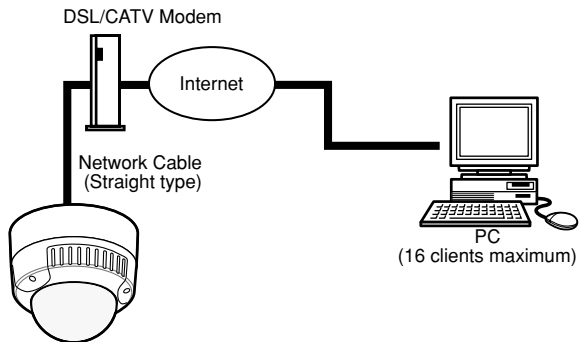 DSL/CATV Modem
Internet
Network Cable
(Straight type)
PC
(16 clients maximum)